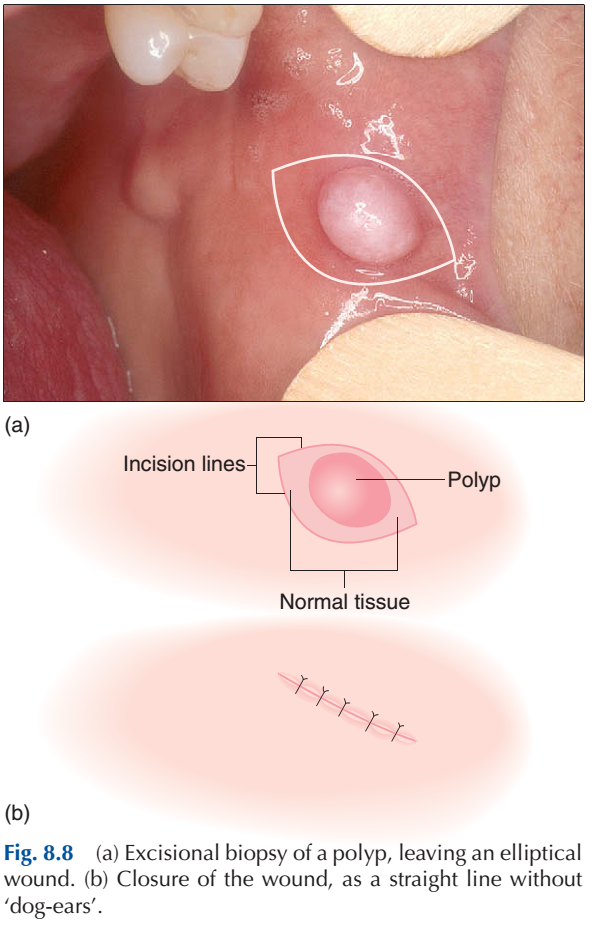 (a)
Incision lines
Polyp
Normal tissue
(b)
Fig. 8.8 (a) Excisional biopsy of a polyp, leaving an elliptical
wound. (b) Closure of the wound, as a straight line without
‘dog-ears’.